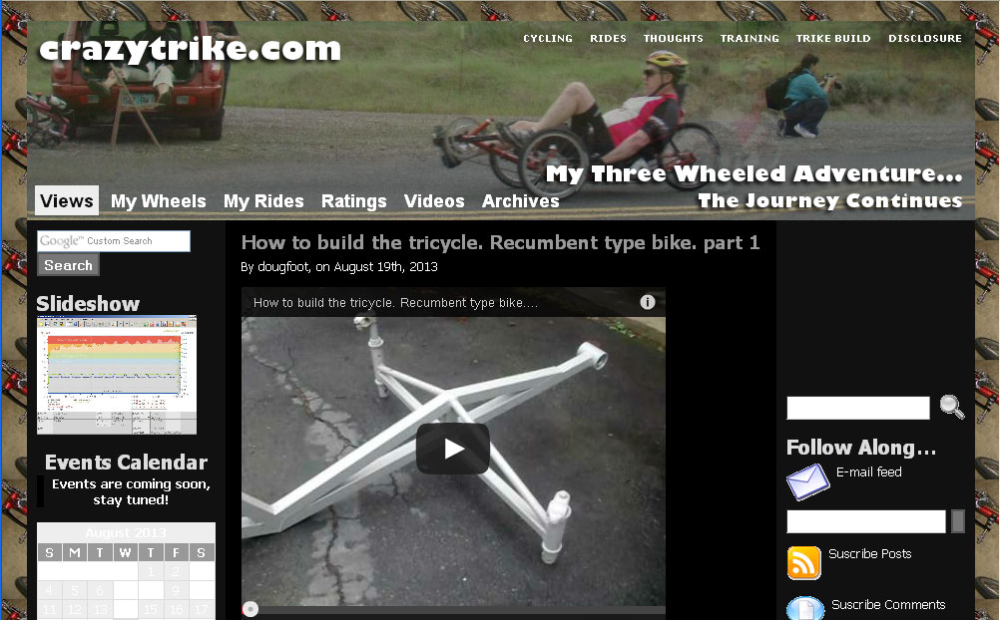 crazytrike.com
CYCLING RIDES THOUGHTS TRAINING TRIKE BUILD DISCLOSURE
My Three Wheeled Adventure...
The Journey Continues
Views My Wheels My Rides Ratings Videos Archives
Google™ Custom Search
Search
Slideshow
Events Calendar
Events are coming soon,
stay tuned!
August 2013
S M T W T F S
1 2
4 5 6 9
11 12 13 15 16 17
How to build the tricycle. Recumbent type bike. part 1
By dougfoot, on August 19th, 2013
How to build the tricycle. Recumbent type bike....
Follow Along...
E-mail feed
Suscribe Posts
Suscribe Comments